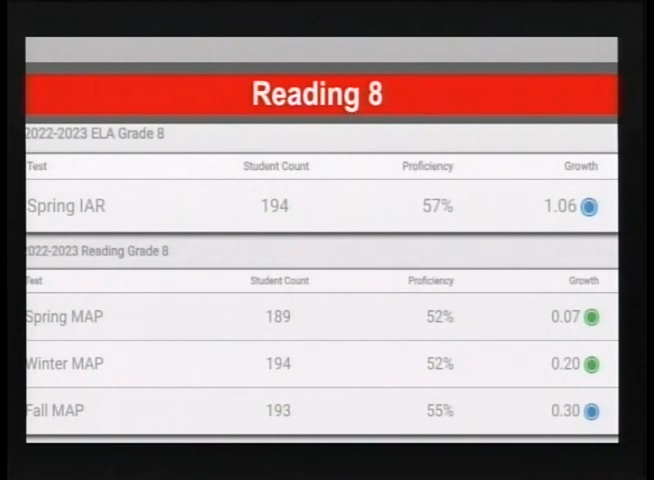 Reading 8
2022-2023 ELA Grade 8
Test Student Count Proficiency Growth
Spring IAR 194 57% 1.06
2022-2023 Reading Grade 8
Test Student Count Proficiency Growth
Spring MAP 189 52% 0.07
Winter MAP 194 52% 0.20
Fall MAP 193 55% 0.30